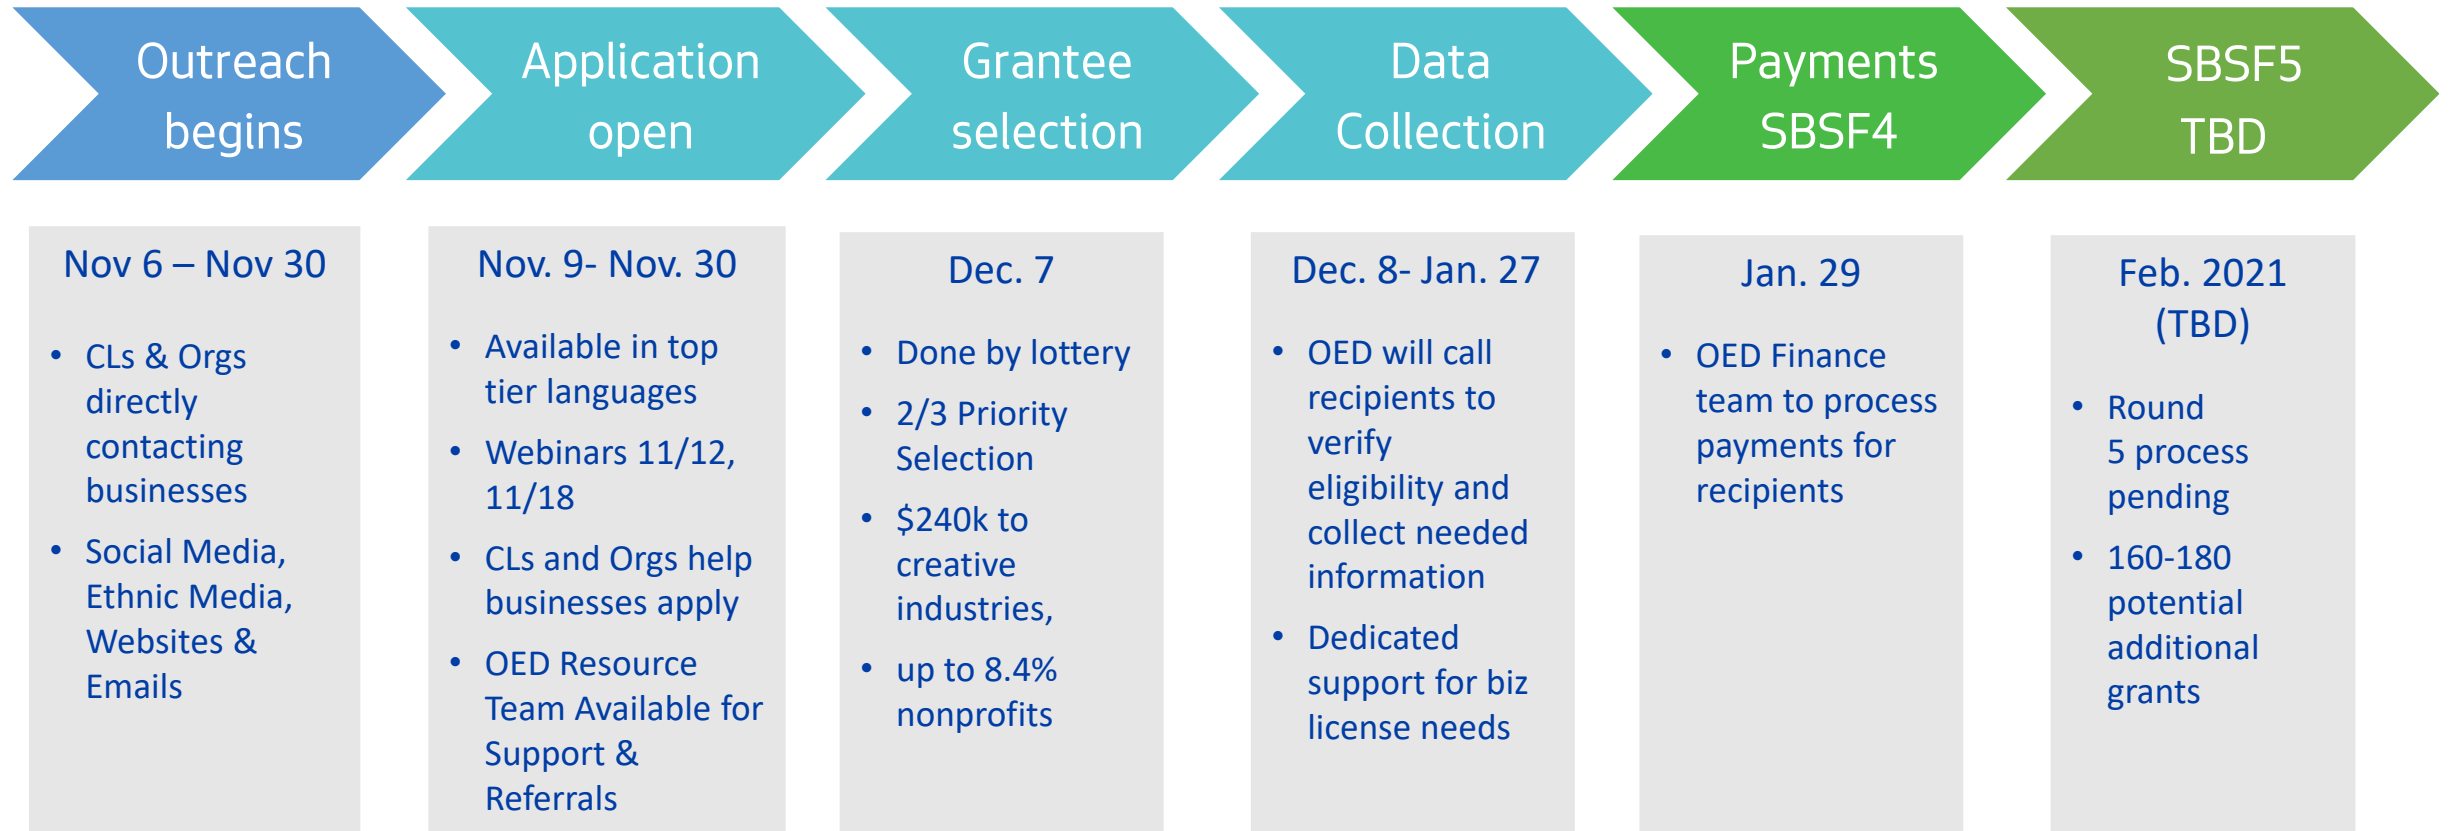 Outreach
begins
Application
open
Grantee
selection
Data
Collection
Payments
SBSF4
SBSF5
TBD
Nov 6 – Nov 30
• CLs & Orgs
directly
contacting
businesses
• Social Media,
Ethnic Media,
Websites &
Emails
Nov. 9- Nov. 30
• Available in top
tier languages
• Webinars 11/12,
11/18
• CLs and Orgs help
businesses apply
• OED Resource
Team Available for
Support &
Referrals
Dec. 7
• Done by lottery
• 2/3 Priority
Selection
• $240k to
creative
industries,
• up to 8.4%
nonprofits
Dec. 8- Jan. 27
• OED will call
recipients to
verify
eligibility and
collect needed
information
• Dedicated
support for biz
license needs
Jan. 29
• OED Finance
team to process
payments for
recipients
Feb. 2021
(TBD)
• Round
5 process
pending
• 160-180
potential
additional
grants